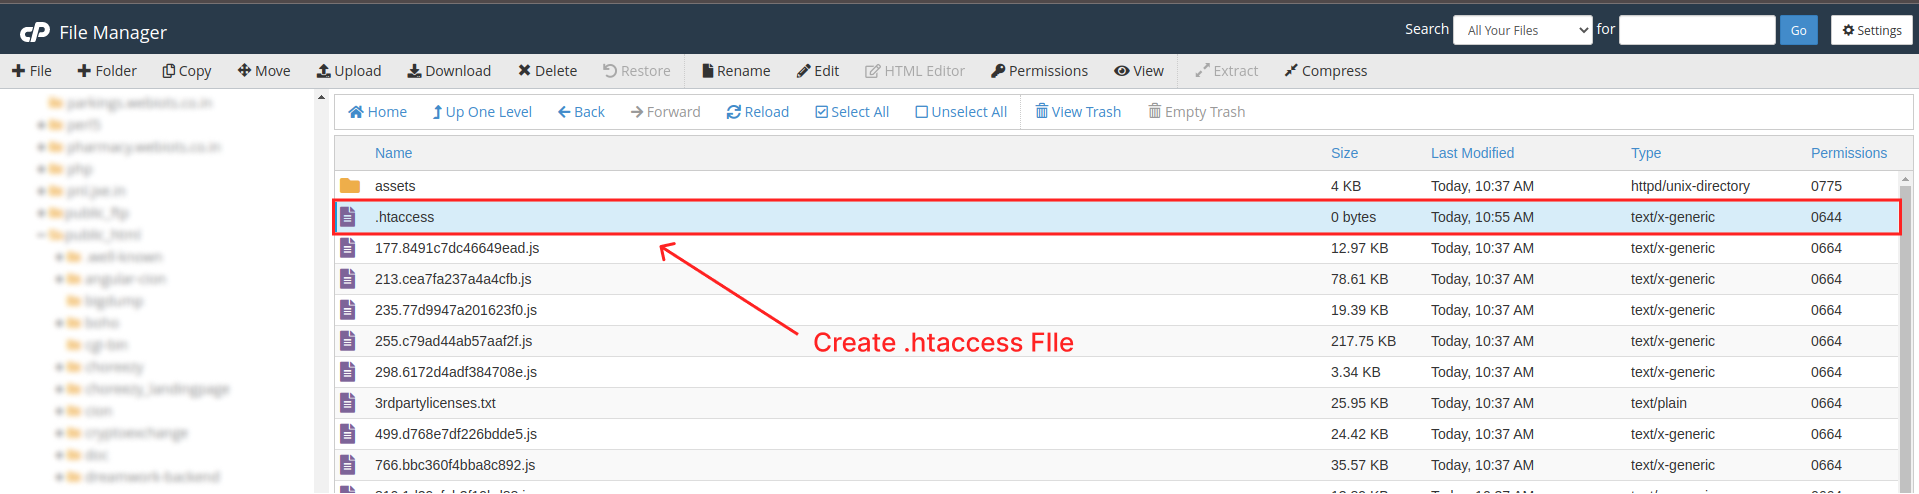 cP File Manager
Search All Your Files for Go Settings
File Folder Copy Move Upload Download Delete Restore Rename Edit HTML Editor Permissions View Extract Compress
Home Up One Level Back Forward Reload Select All Unselect All View Trash Empty Trash
Name Size Last Modified Type Permissions
assets 4 KB Today, 10:37 AM httpd/unix-directory 0775
.htaccess 0 bytes Today, 10:55 AM text/x-generic 0644
177.8491c7dc46649ead.js 12.97 KB Today, 10:37 AM text/x-generic 0664
213.cea7fa237a4a4cfb.js 78.61 KB Today, 10:37 AM text/x-generic 0664
235.77d9947a201623f0.js 19.39 KB Today, 10:37 AM text/x-generic 0664
255.c79ad44ab57aaf2f.js 217.75 KB Today, 10:37 AM text/x-generic 0664
Create .htaccess FIle
298.6172d4adf384708e.js 3.34 KB Today, 10:37 AM text/x-generic 0664
3rdpartylicenses.txt 25.95 KB Today, 10:37 AM text/plain 0664
499.d768e7df226bdde5.js 24.42 KB Today, 10:37 AM text/x-generic 0664
766.bbc360f4bba8c892.js 35.57 KB Today, 10:37 AM text/x-generic 0664